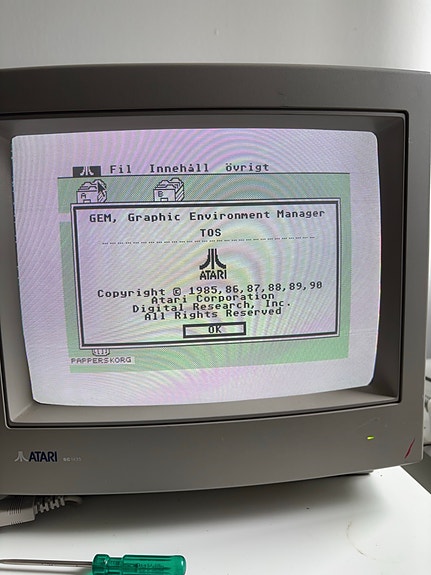 Fil Innehåll övrigt
A
B
GEM, Graphic Environment Manager
TOS
ATARI
Copyright © 1985,86,87,88,89,90
Atari Corporation
Digital Research, Inc.
All Rights Reserved
OK
PAPPERSKORG
ATARI